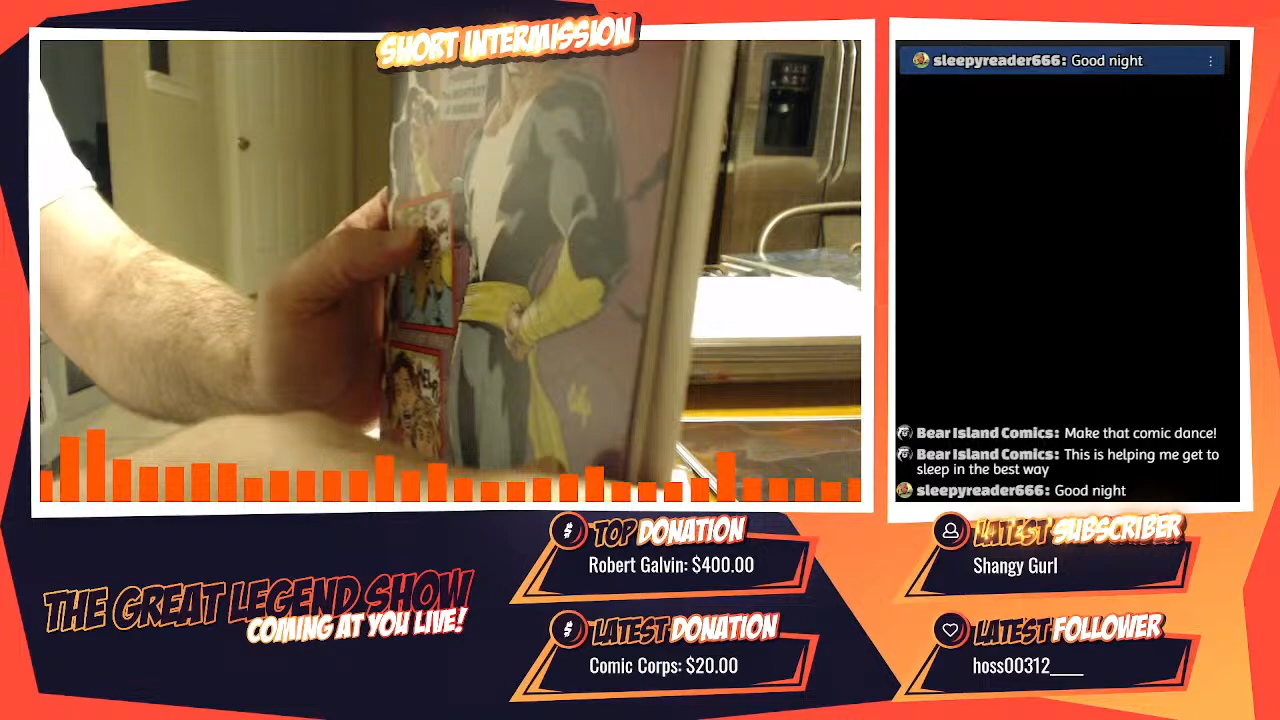 SHORT INTERMISSION
sleepyreader666: Good night
Bear Island Comics: Make that comic dance!
Bear Island Comics: This is helping me get to
sleep in the best way
sleepyreader666: Good night
THE GREAT LEGEND SHOW
COMING AT YOU LIVE!
TOP DONATION
Robert Galvin: $400.00
LATEST DONATION
Comic Corps: $20.00
LATEST SUBSCRIBER
Shangy Gurl
LATEST FOLLOWER
hoss00312____